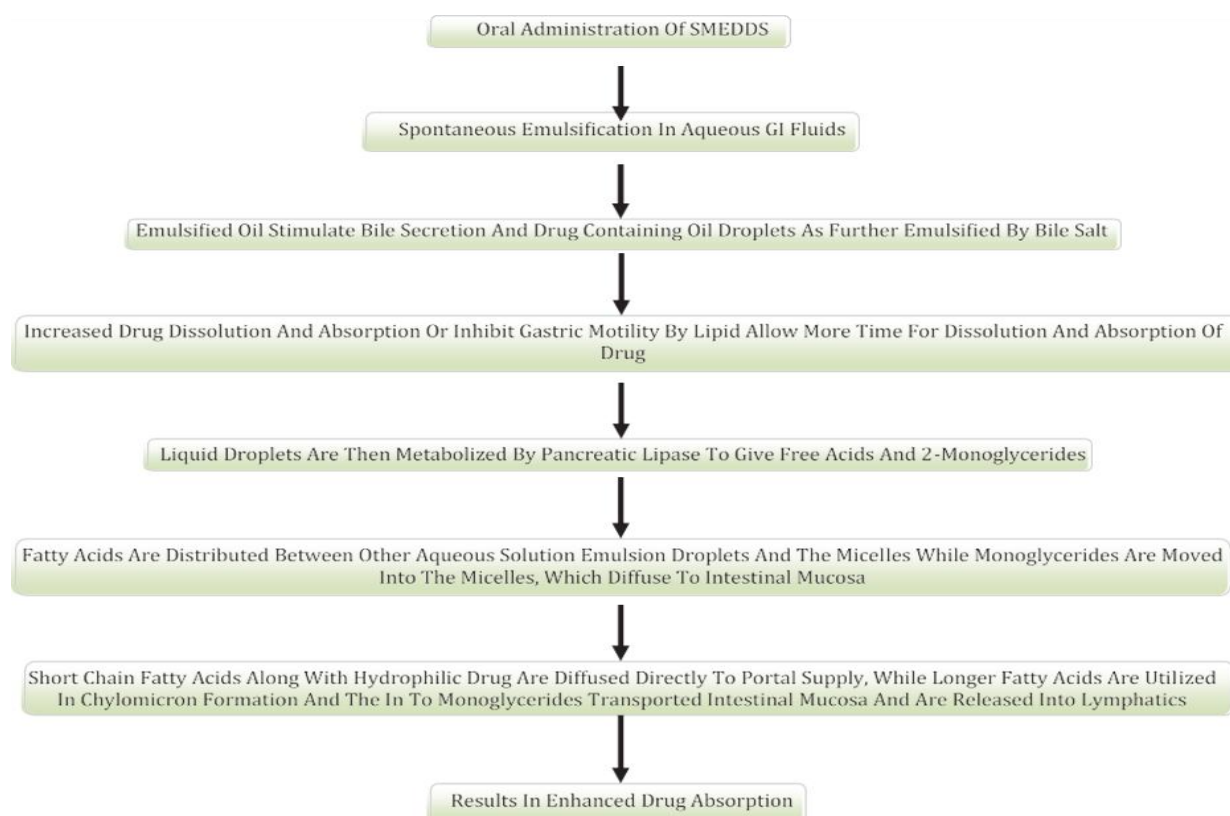 Oral Administration Of SMEDDS
Spontaneous Emulsification In Aqueous GI Fluids
Emulsified Oil Stimulate Bile Secretion And Drug Containing Oil Droplets As Further Emulsified By Bile Salt
Increased Drug Dissolution And Absorption Or Inhibit Gastric Motility By Lipid Allow More Time For Dissolution And Absorption Of
Drug
Liquid Droplets Are Then Metabolized By Pancreatic Lipase To Give Free Acids And 2-Monoglycerides
Fatty Acids Are Distributed Between Other Aqueous Solution Emulsion Droplets And The Micelles While Monoglycerides Are Moved
Into The Micelles, Which Diffuse To Intestinal Mucosa
Short Chain Fatty Acids Along With Hydrophilic Drug Are Diffused Directly To Portal Supply, While Longer Fatty Acids Are Utilized
In Chylomicron Formation And The In To Monoglycerides Transported Intestinal Mucosa And Are Released Into Lymphatics
Results In Enhanced Drug Absorption